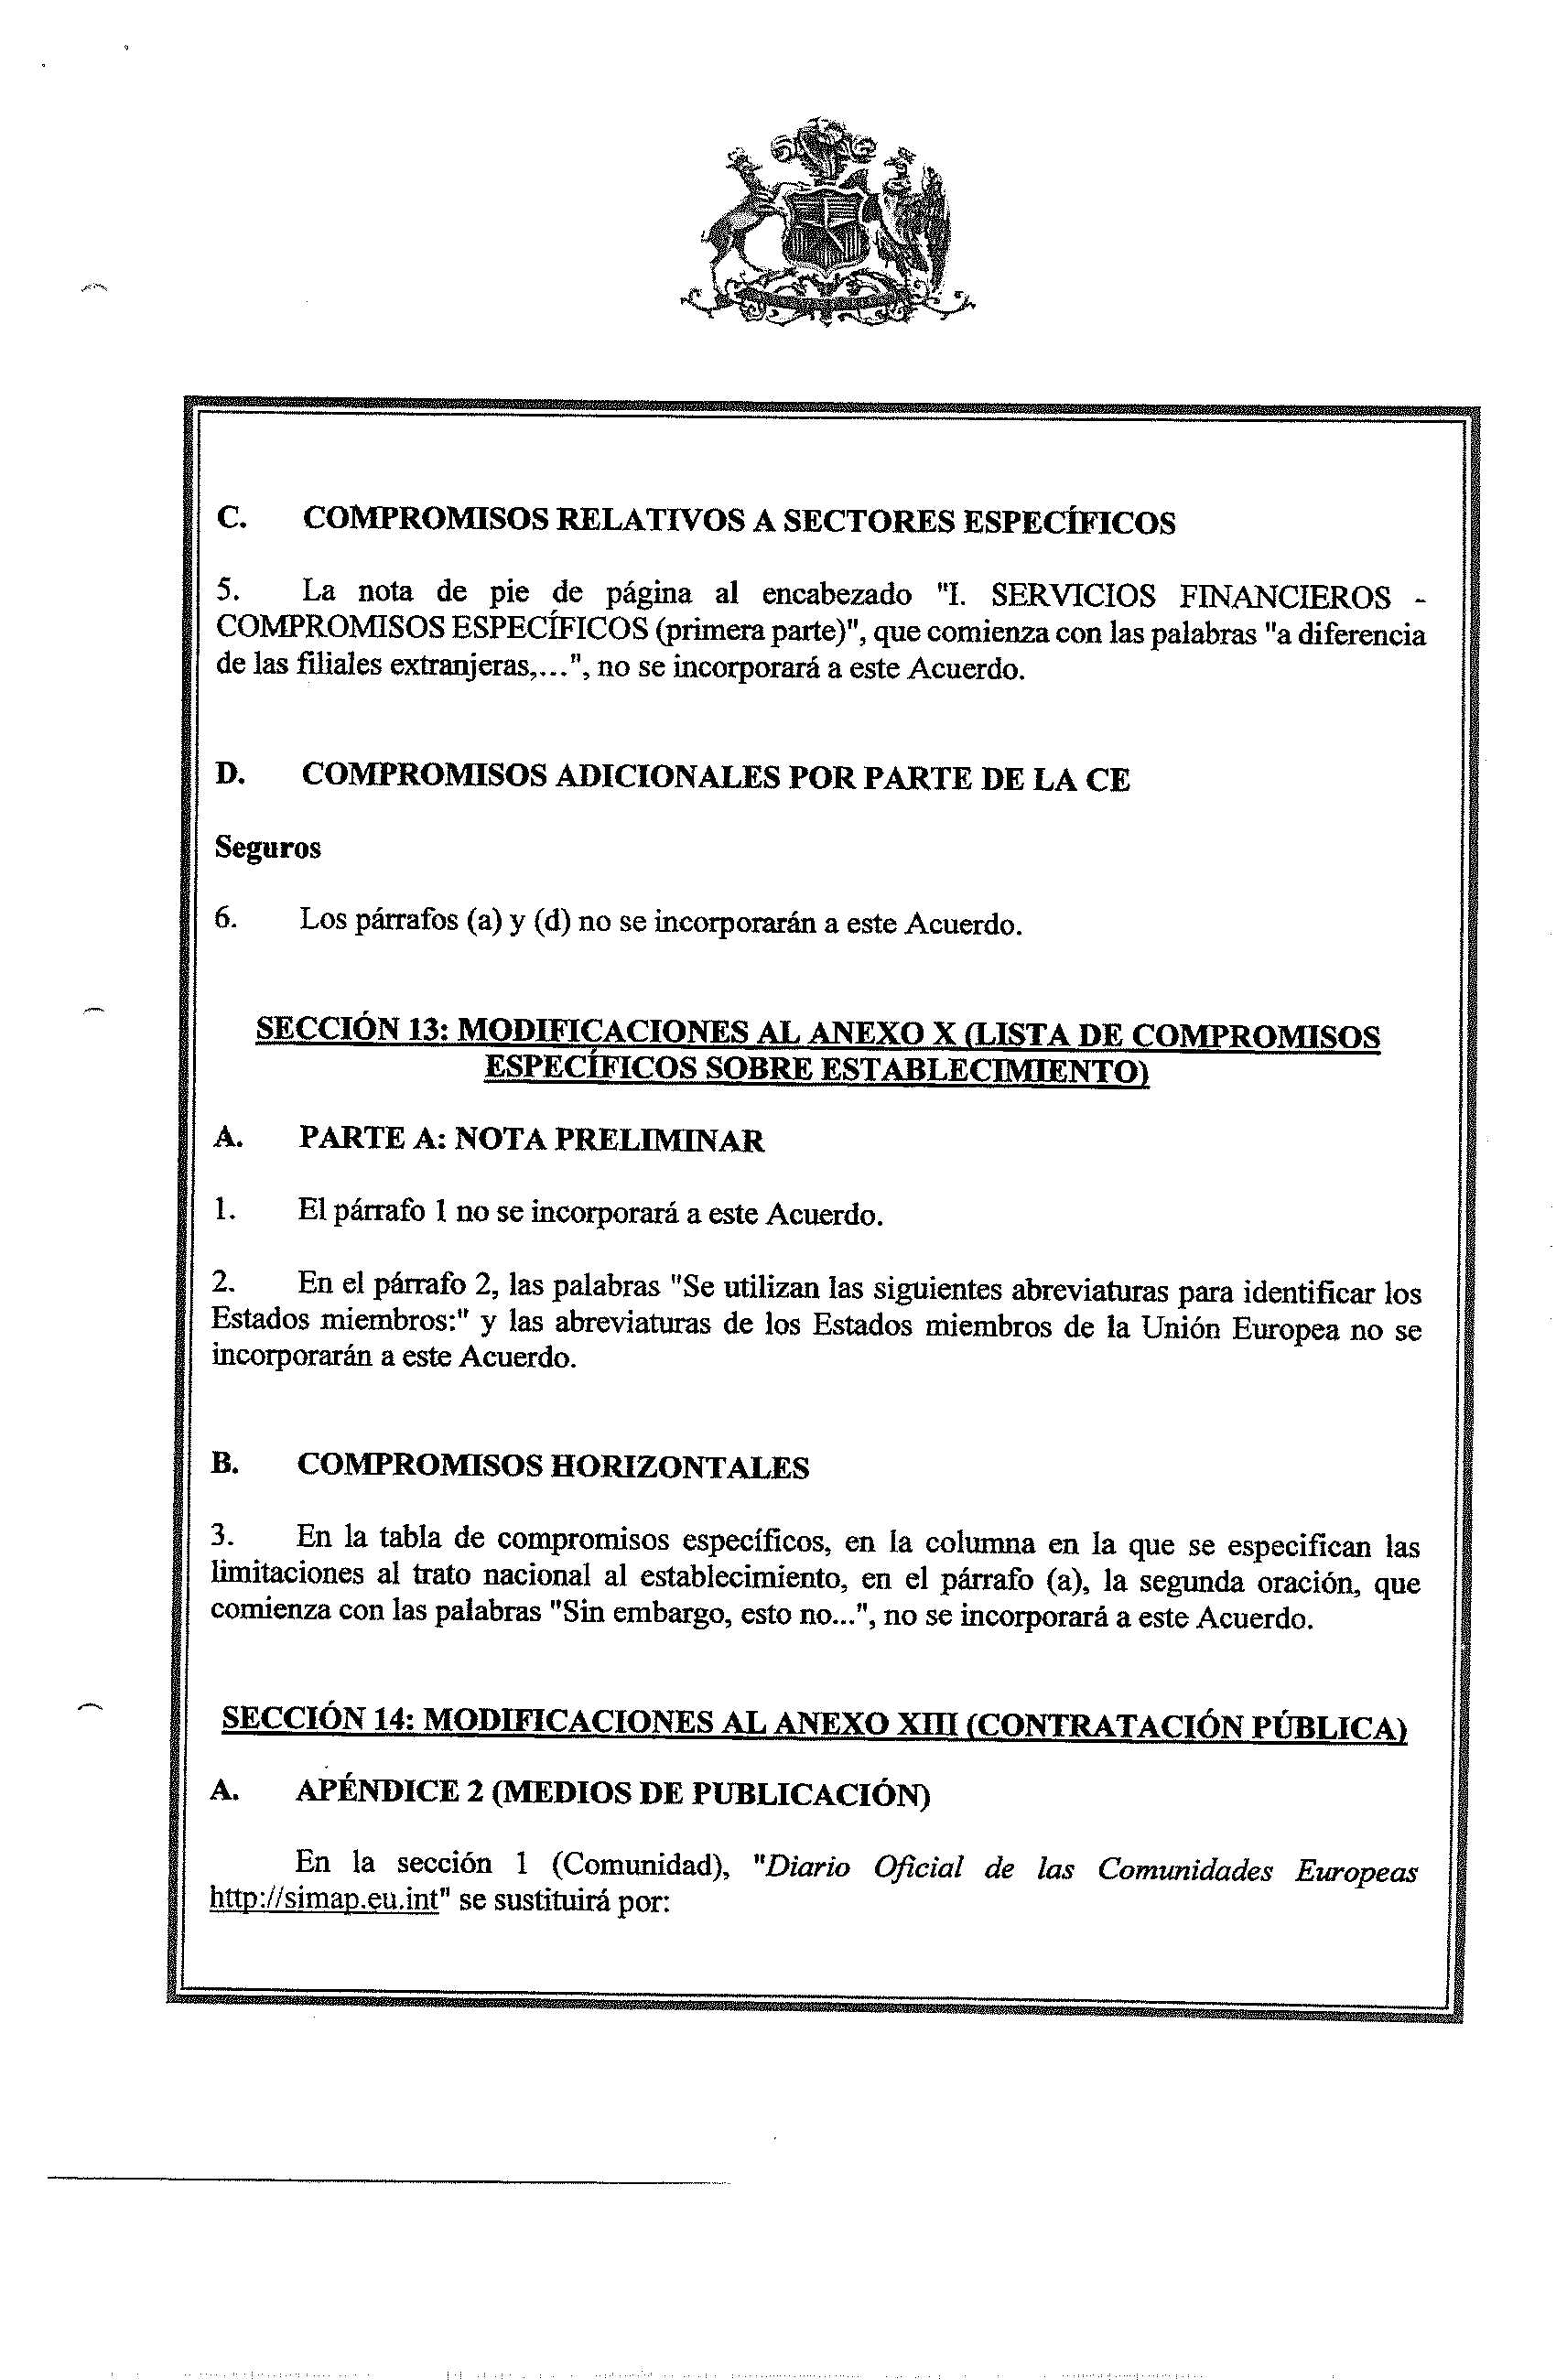 C. COMPROMISOS RELATIVOS A SECTORES ESPECÍFICOS
5. La nota de pie de página al encabezado "I. SERVICIOS FINANCIEROS -
COMPROMISOS ESPECÍFICOS (primera parte)", que comienza con las palabras "a diferencia
de las filiales extranjeras,...", no se incorporará a este Acuerdo.
D. COMPROMISOS ADICIONALES POR PARTE DE LA CE
Seguros
6. Los párrafos (a) y (d) no se incorporarán a este Acuerdo.
SECCIÓN 13: MODIFICACIONES AL ANEXO X (LISTA DE COMPROMISOS
ESPECÍFICOS SOBRE ESTABLECIMIENTO)
A. PARTE A: NOTA PRELIMINAR
1. El párrafo 1 no se incorporará a este Acuerdo.
2. En el párrafo 2, las palabras "Se utilizan las siguientes abreviaturas para identificar los
Estados miembros:" y las abreviaturas de los Estados miembros de la Unión Europea no se
incorporarán a este Acuerdo.
B. COMPROMISOS HORIZONTALES
3. En la tabla de compromisos específicos, en la columna en la que se especifican las
limitaciones al trato nacional al establecimiento, en el párrafo (a), la segunda oración, que
comienza con las palabras "Sin embargo, esto no...", no se incorporará a este Acuerdo.
SECCIÓN 14: MODIFICACIONES AL ANEXO XIII (CONTRATACIÓN PÚBLICA)
A. APÉNDICE 2 (MEDIOS DE PUBLICACIÓN)
En la sección 1 (Comunidad), "Diario Oficial de las Comunidades Europeas
http://simap.eu.int" se sustituirá por: